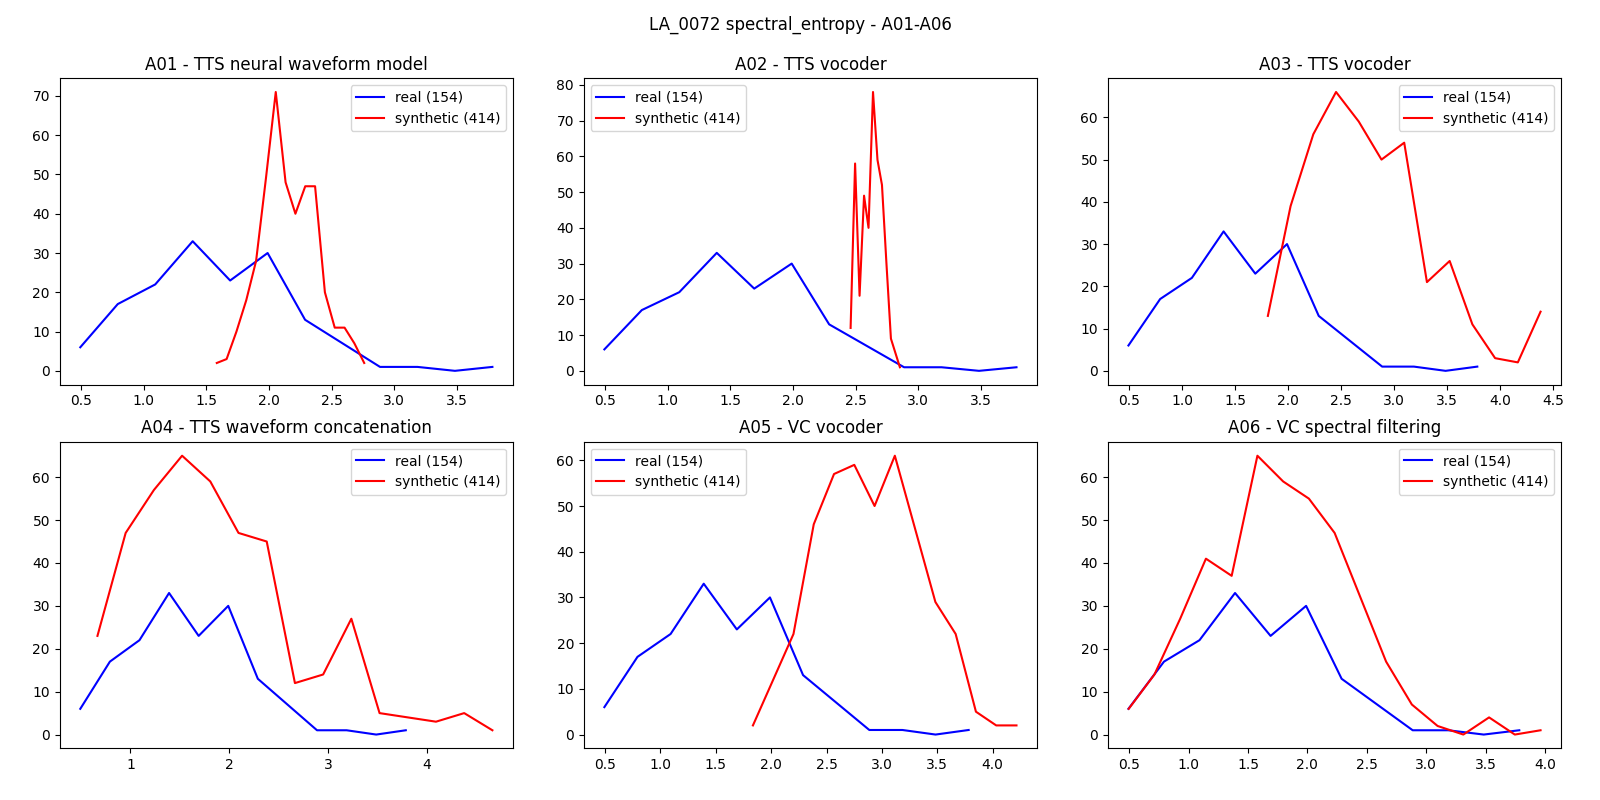 LA_0072 spectral_entropy - A01-A06
A01 - TTS neural waveform model
real (154)
synthetic (414)
70
60
50
40
30
20
10
0
0.5 1.0 1.5 2.0 2.5 3.0 3.5
A02 - TTS vocoder
real (154)
synthetic (414)
80
70
60
50
40
30
20
10
0
0.5 1.0 1.5 2.0 2.5 3.0 3.5
A03 - TTS vocoder
real (154)
synthetic (414)
60
50
40
30
20
10
0
0.5 1.0 1.5 2.0 2.5 3.0 3.5 4.0 4.5
A04 - TTS waveform concatenation
real (154)
synthetic (414)
60
50
40
30
20
10
0
1 2 3 4
A05 - VC vocoder
real (154)
synthetic (414)
60
50
40
30
20
10
0
0.5 1.0 1.5 2.0 2.5 3.0 3.5 4.0
A06 - VC spectral filtering
real (154)
synthetic (414)
60
50
40
30
20
10
0
0.5 1.0 1.5 2.0 2.5 3.0 3.5 4.0